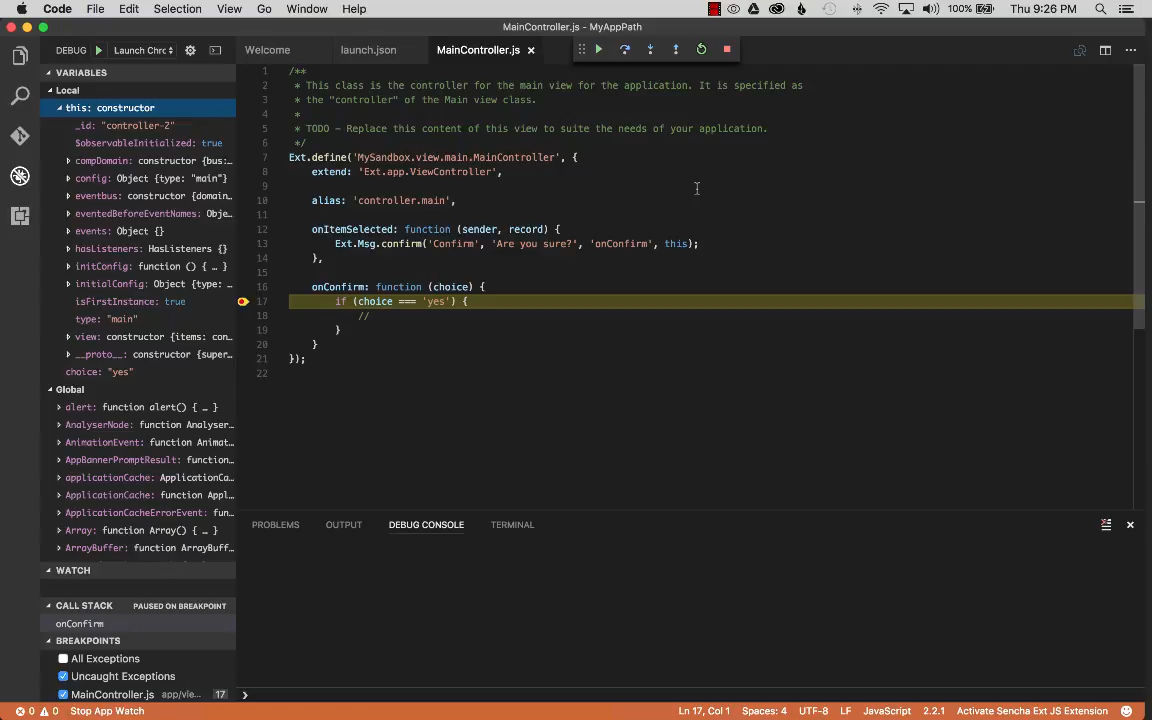 Code File Edit Selection View Go Window Help 100% Thu 9:26 PM
MainController.js - MyAppPath
DEBUG Launch Chrc
Welcome launch.json MainController.js
VARIABLES
Local
this: constructor
_id: "controller-2"
$observableInitialized: true
compDomain: constructor {bus:…
config: Object {type: "main"}
eventbus: constructor {domain…
eventedBeforeEventNames: Obje…
events: Object {}
hasListeners: HasListeners {}
initConfig: function () { … }
initialConfig: Object {type: …
isFirstInstance: true
type: "main"
view: constructor {items: con…
__proto__: constructor {super…
choice: "yes"
Global
alert: function alert() { … }
AnalyserNode: function Analyser…
AnimationEvent: function Animat…
AppBannerPromptResult: function…
applicationCache: ApplicationCa…
ApplicationCache: function Appl…
ApplicationCacheErrorEvent: fun…
Array: function Array() { … }
ArrayBuffer: function ArrayBuff…
WATCH
CALL STACK PAUSED ON BREAKPOINT
onConfirm
BREAKPOINTS
All Exceptions
Uncaught Exceptions
MainController.js app/vie... 17
1 /**
2 * This class is the controller for the main view for the application. It is specified as
3 * the "controller" of the Main view class.
4 *
5 * TODO - Replace this content of this view to suite the needs of your application.
6 */
7 Ext.define('MySandbox.view.main.MainController', {
8 extend: 'Ext.app.ViewController',
9
10 alias: 'controller.main',
11
12 onItemSelected: function (sender, record) {
13 Ext.Msg.confirm('Confirm', 'Are you sure?', 'onConfirm', this);
14 },
15
16 onConfirm: function (choice) {
17 if (choice === 'yes') {
18 //
19 }
20 }
21 });
22
PROBLEMS OUTPUT DEBUG CONSOLE TERMINAL
0 0 Stop App Watch Ln 17, Col 1 Spaces: 4 UTF-8 LF JavaScript 2.2.1 Activate Sencha Ext JS Extension